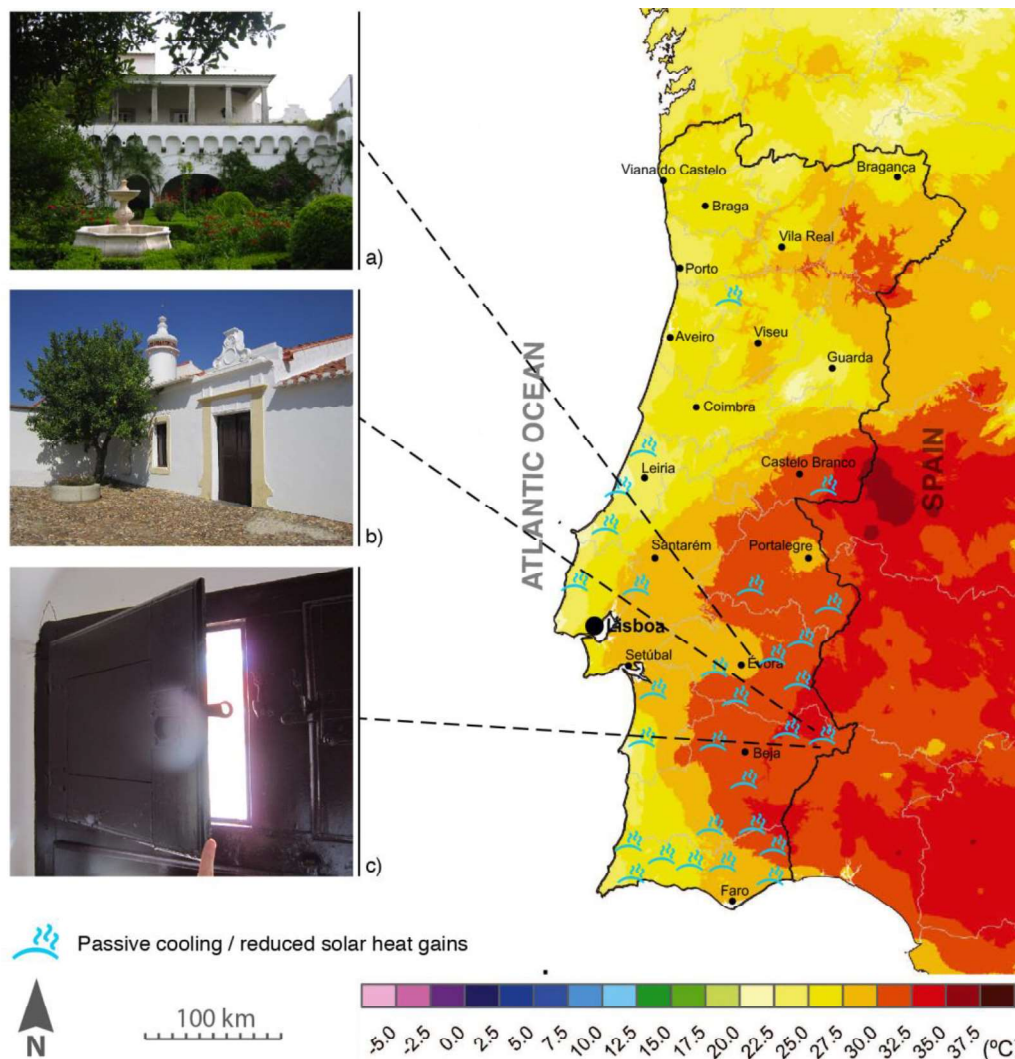 a)
b)
c)
Viana do Castelo
Bragança
Braga
Vila Real
Porto
Aveiro
Viseu
Guarda
Coimbra
ATLANTIC OCEAN
SPAIN
Leiria
Castelo Branco
Santarém
Portalegre
Lisboa
Setúbal
Évora
Beja
Faro
Passive cooling / reduced solar heat gains
N
100 km
-5.0 -2.5 0.0 2.5 5.0 7.5 10.0 12.5 15.0 17.5 20.0 22.5 25.0 27.5 30.0 32.5 35.0 37.5 (ºC)